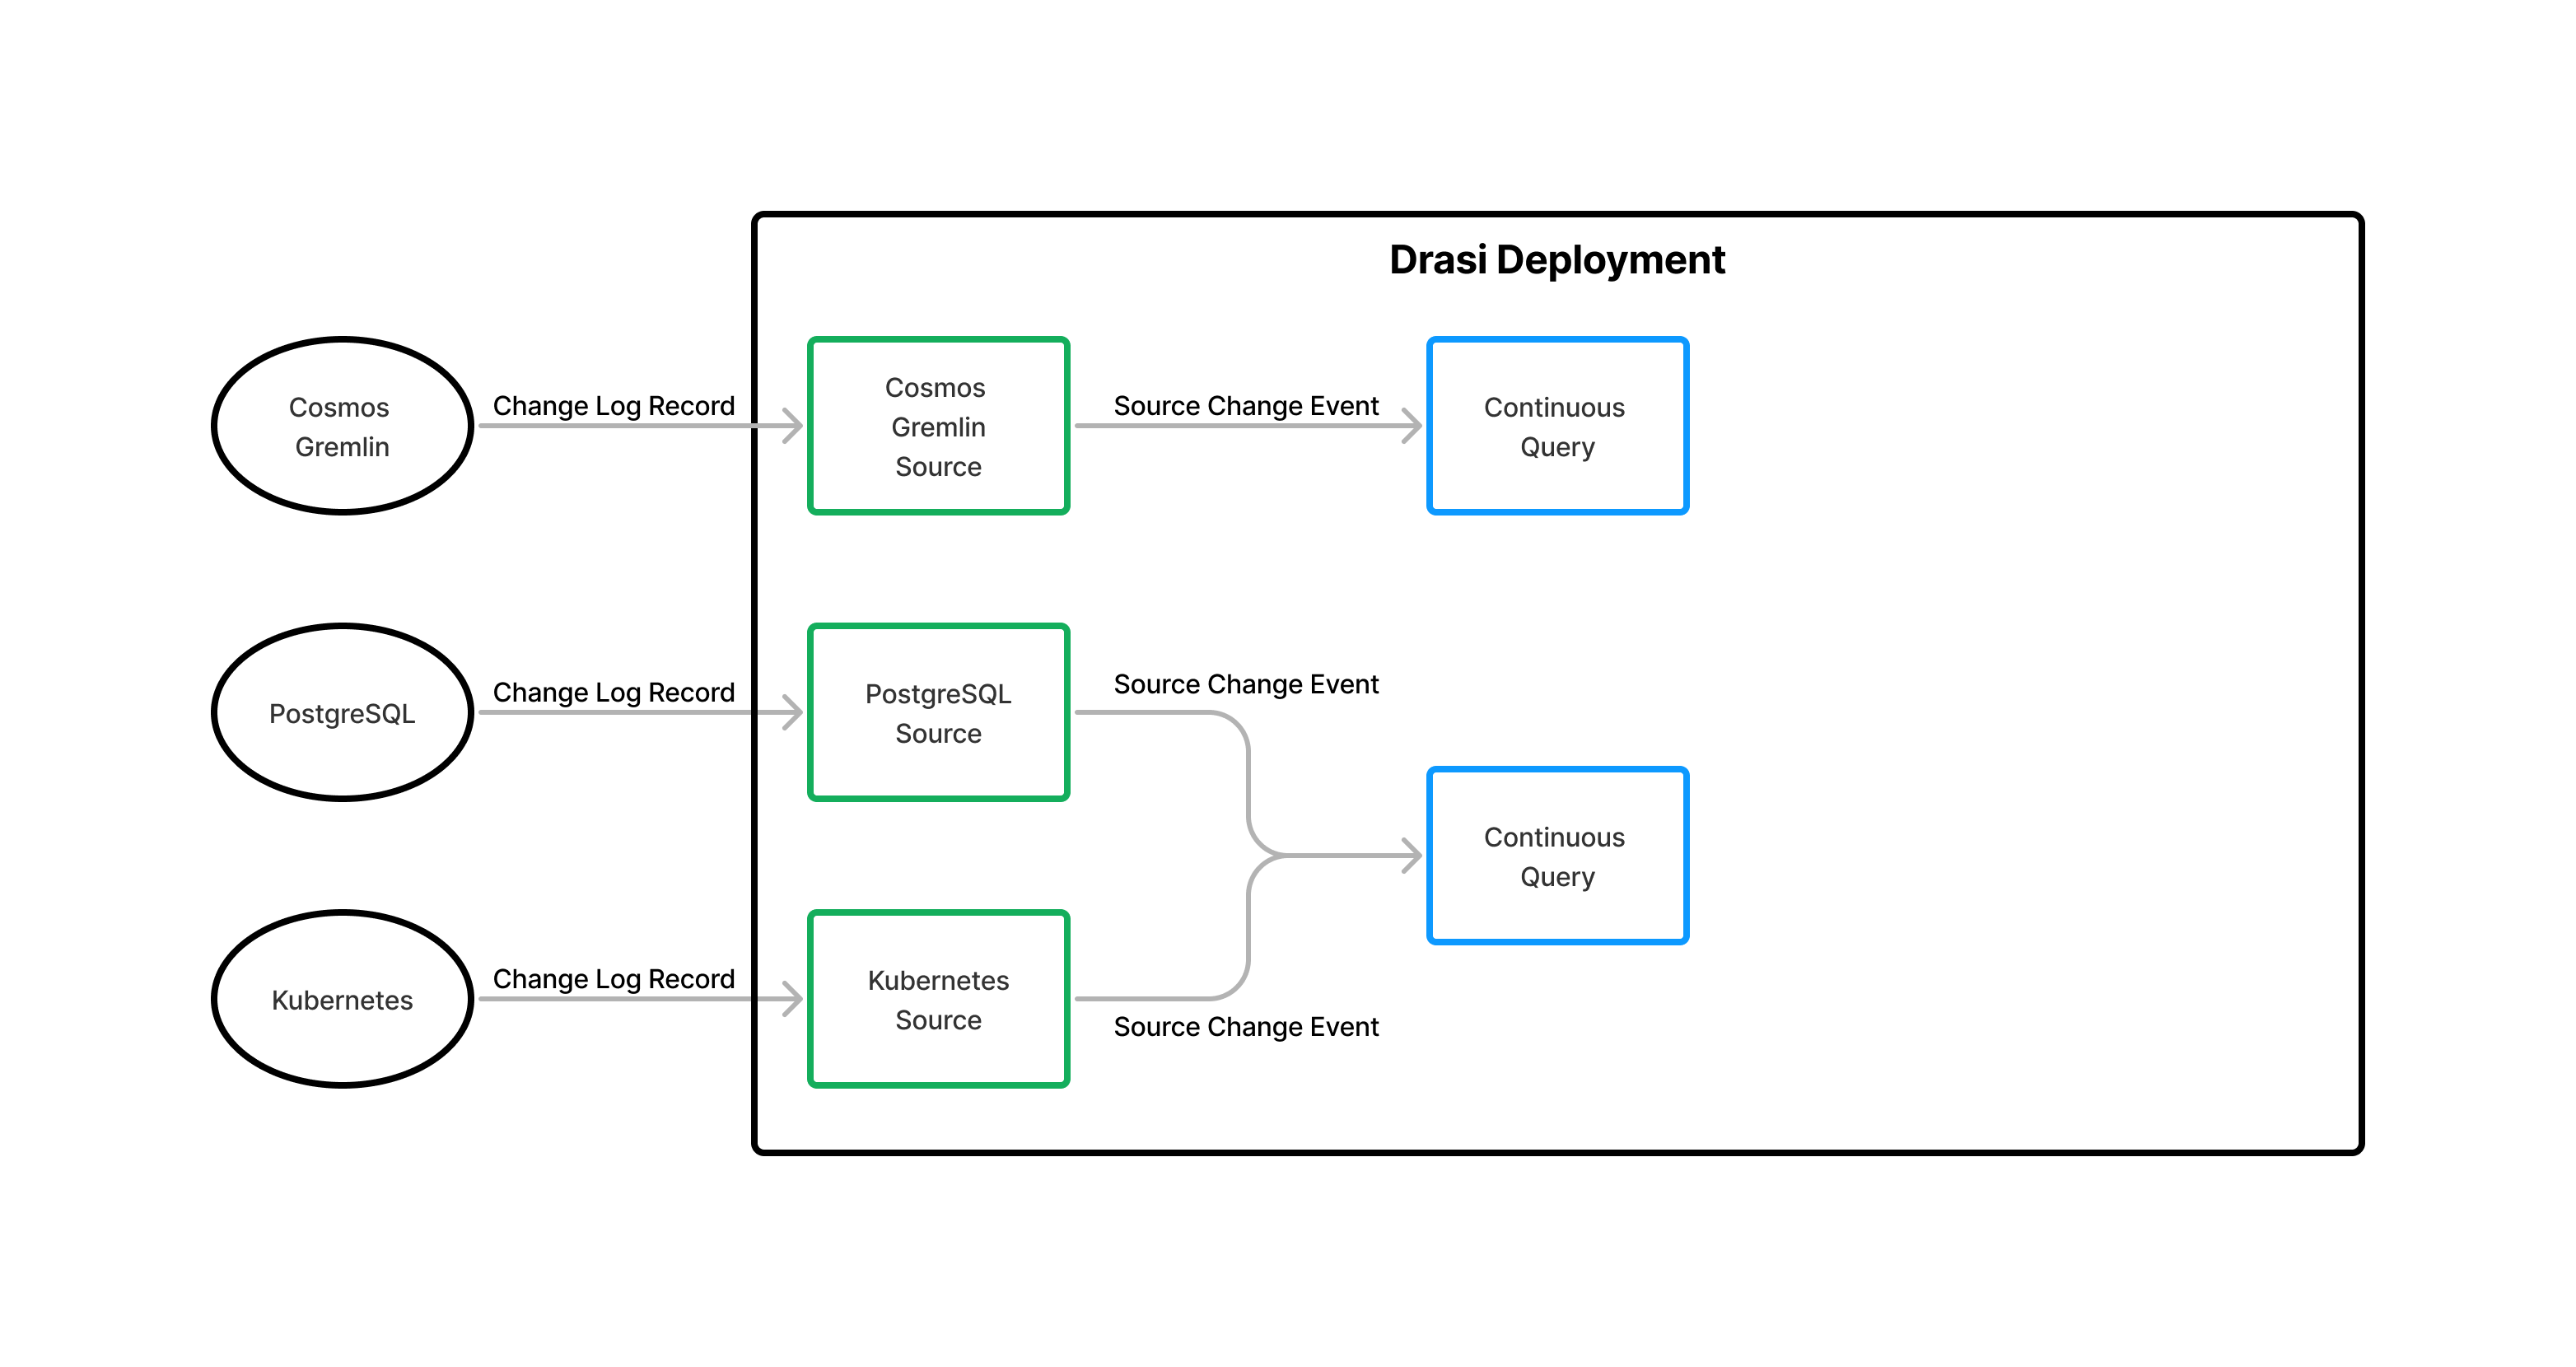 Drasi Deployment
Cosmos
Gremlin
Change Log Record
Cosmos
Gremlin
Source
Source Change Event
Continuous
Query
PostgreSQL
Change Log Record
PostgreSQL
Source
Source Change Event
Continuous
Query
Kubernetes
Change Log Record
Kubernetes
Source
Source Change Event